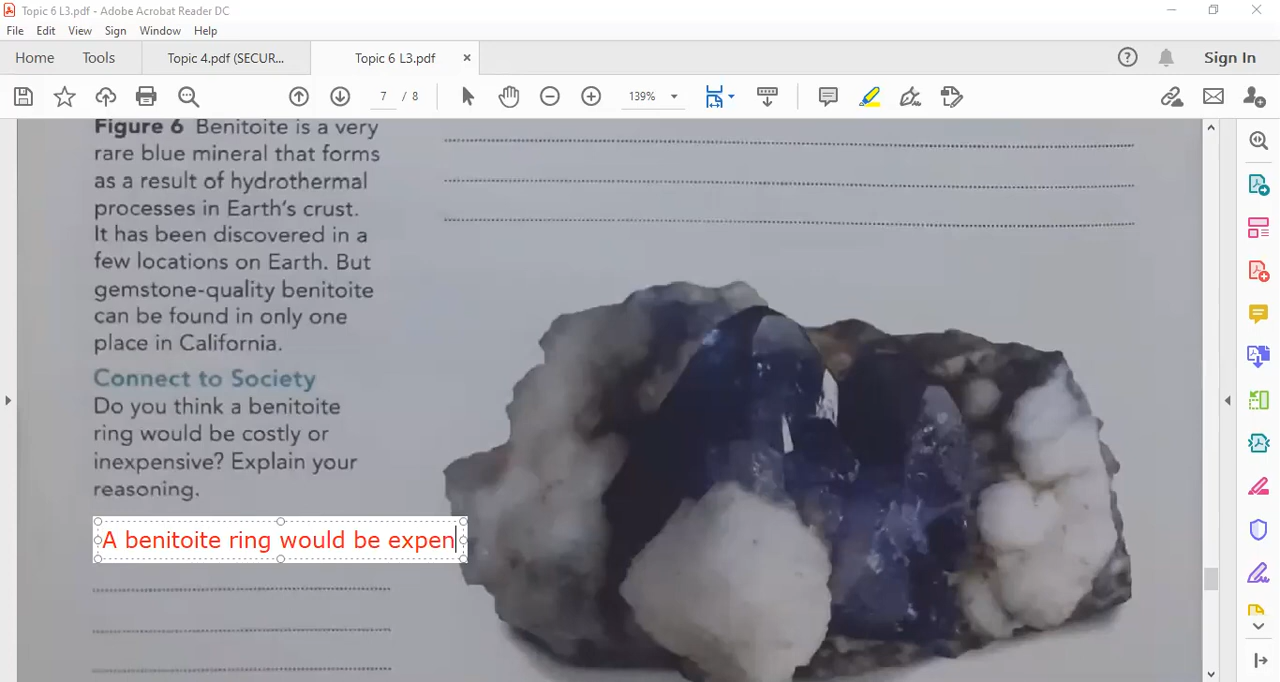 Topic 6 L3.pdf - Adobe Acrobat Reader DC
File Edit View Sign Window Help
Home Tools Topic 4.pdf (SECUR... Topic 6 L3.pdf × Sign In
7 / 8 139%
Figure 6 Benitoite is a very
rare blue mineral that forms
as a result of hydrothermal
processes in Earth's crust.
It has been discovered in a
few locations on Earth. But
gemstone-quality benitoite
can be found in only one
place in California.
Connect to Society
Do you think a benitoite
ring would be costly or
inexpensive? Explain your
reasoning.
A benitoite ring would be expen